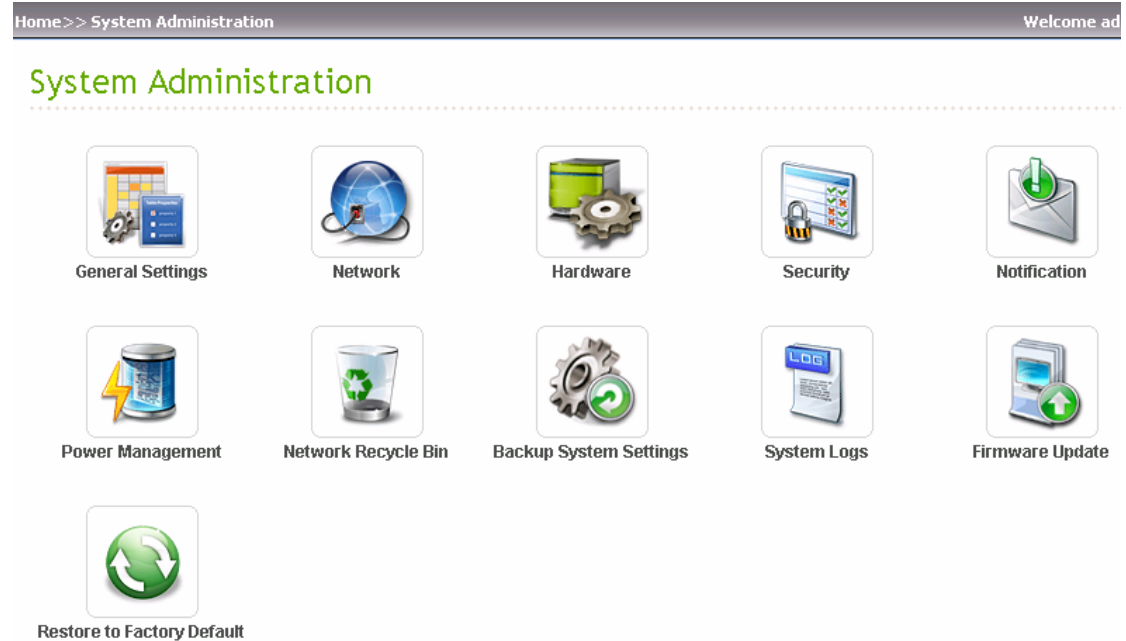 Home>> System Administration
Welcome ad
System Administration
General Settings
Network
Hardware
Security
Notification
Power Management
Network Recycle Bin
Backup System Settings
LOG
System Logs
Firmware Update
Restore to Factory Default